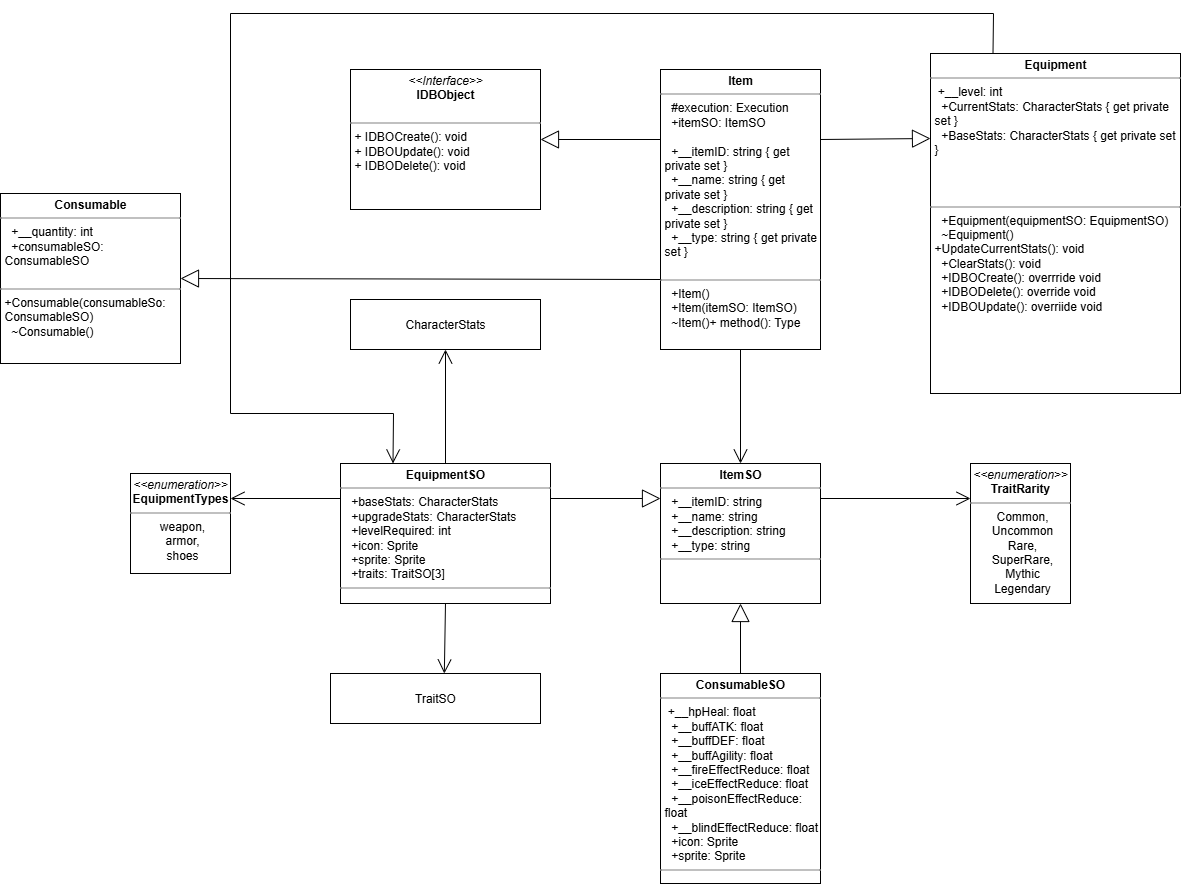 <<Interface>>
IDBObject
+ IDBOCreate(): void
+ IDBOUpdate(): void
+ IDBODelete(): void
Item
#execution: Execution
+itemSO: ItemSO
+__itemID: string { get
private set }
+__name: string { get
private set }
+__description: string { get
private set }
+__type: string { get private
set }
+Item()
+Item(itemSO: ItemSO)
~Item()+ method(): Type
Equipment
+__level: int
+CurrentStats: CharacterStats { get private
set }
+BaseStats: CharacterStats { get private set
}
+Equipment(equipmentSO: EquipmentSO)
~Equipment()
+UpdateCurrentStats(): void
+ClearStats(): void
+IDBOCreate(): overrride void
+IDBODelete(): override void
+IDBOUpdate(): overriide void
Consumable
+__quantity: int
+consumableSO:
ConsumableSO
+Consumable(consumableSo:
ConsumableSO)
~Consumable()
CharacterStats
<<enumeration>>
EquipmentTypes
weapon,
armor,
shoes
EquipmentSO
+baseStats: CharacterStats
+upgradeStats: CharacterStats
+levelRequired: int
+icon: Sprite
+sprite: Sprite
+traits: TraitSO[3]
ItemSO
+__itemID: string
+__name: string
+__description: string
+__type: string
<<enumeration>>
TraitRarity
Common,
Uncommon
Rare,
SuperRare,
Mythic
Legendary
TraitSO
ConsumableSO
+__hpHeal: float
+__buffATK: float
+__buffDEF: float
+__buffAgility: float
+__fireEffectReduce: float
+__iceEffectReduce: float
+__poisonEffectReduce:
float
+__blindEffectReduce: float
+icon: Sprite
+sprite: Sprite